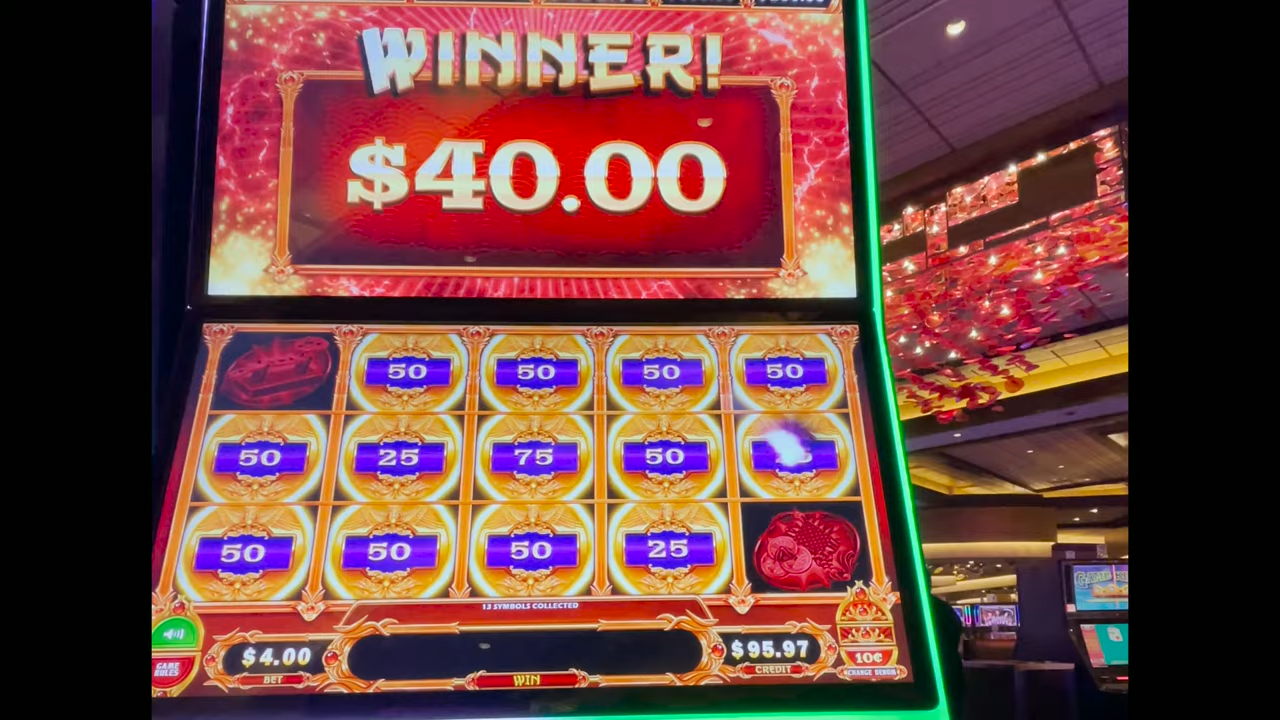 WINNER!
$40.00
50 50 50 50
50 25 75 50
50 50 50 25
13 SYMBOLS COLLECTED
GAME RULES
$4.00
BET
WIN
$95.97
CREDIT
10¢
CHANGE DENOM